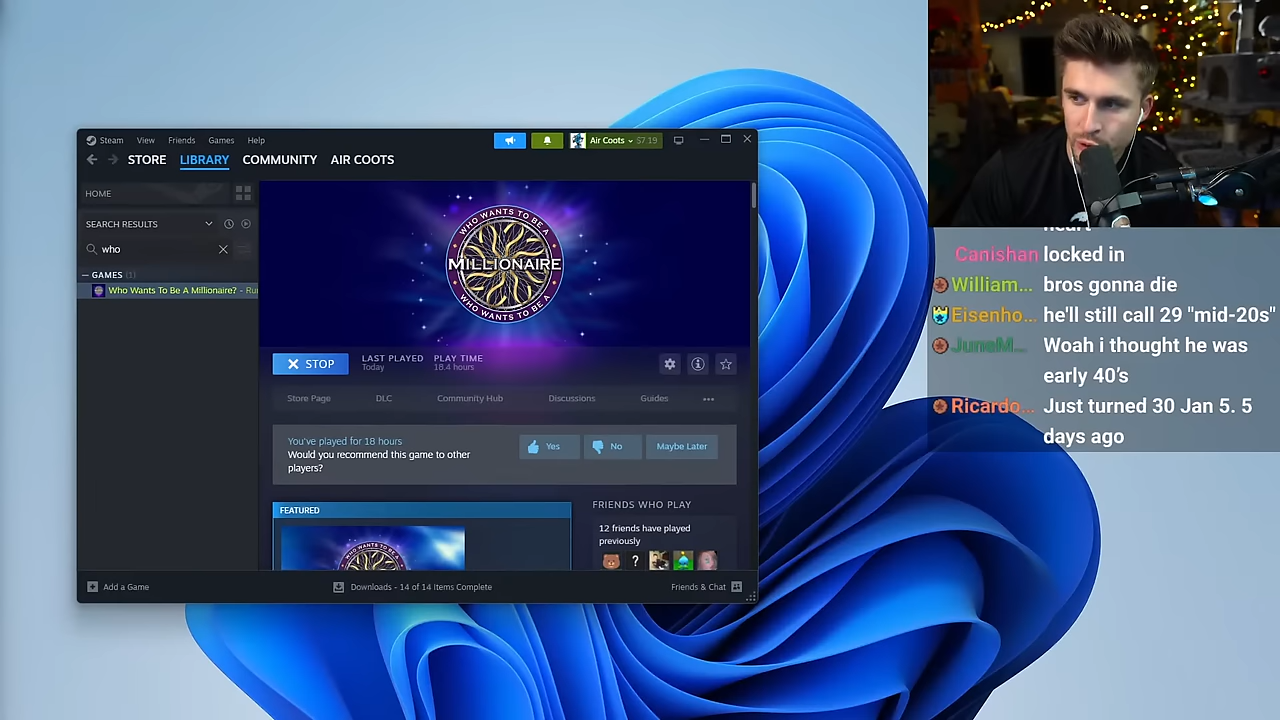 Steam View Friends Games Help
Air Coots $7.19
STORE LIBRARY COMMUNITY AIR COOTS
HOME
SEARCH RESULTS
who
GAMES (1)
Who Wants To Be A Millionaire? - Ru
WHO WANTS TO BE A
MILLIONAIRE
WHO WANTS TO BE A
STOP
LAST PLAYED
Today
PLAY TIME
18.4 hours
Store Page DLC Community Hub Discussions Guides
You've played for 18 hours
Would you recommend this game to other
players?
Yes No Maybe Later
FEATURED
FRIENDS WHO PLAY
12 friends have played
previously
?
Add a Game
Downloads - 14 of 14 Items Complete
Friends & Chat
heart
Canishan locked in
William... bros gonna die
Eisenho... he'll still call 29 "mid-20s"
JuneM... Woah i thought he was
early 40's
Ricardo... Just turned 30 Jan 5. 5
days ago